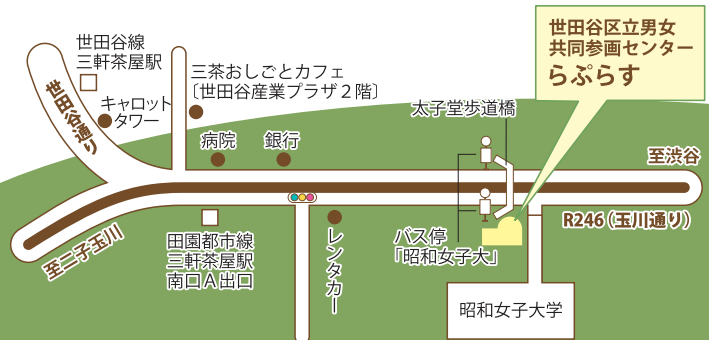 世田谷区立男女
共同参画センター
らぷらす
世田谷線
三軒茶屋駅
世田谷通り
キャロット
タワー
三茶おしごとカフェ
〔世田谷産業プラザ２階〕
太子堂歩道橋
病院
銀行
至渋谷
R246（玉川通り）
至二子玉川
田園都市線
三軒茶屋駅
南口Ａ出口
レンタカー
バス停
「昭和女子大」
昭和女子大学